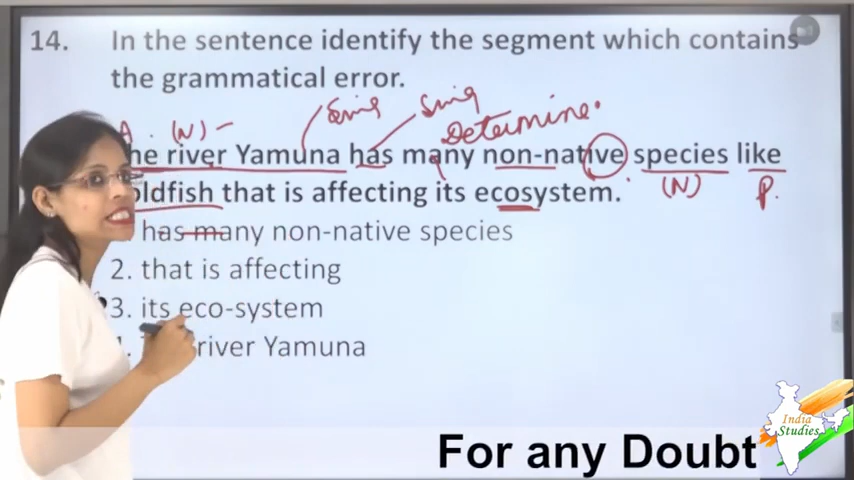 14. In the sentence identify the segment which contains
the grammatical error.
A. (N) - Sing Sing Determine.
he river Yamuna has many non-native species like
oldfish that is affecting its ecosystem.
(N) P.
has many non-native species
2. that is affecting
3. its eco-system
river Yamuna
India
Studies
For any Doubt